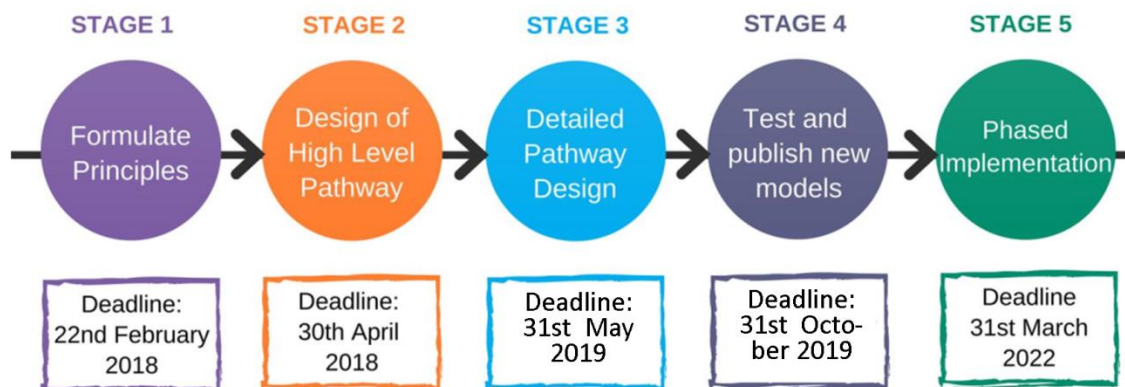 STAGE 1
STAGE 2
STAGE 3
STAGE 4
STAGE 5
Formulate
Principles
Design of
High Level
Pathway
Detailed
Pathway
Design
Test and
publish new
models
Phased
Implementation
Deadline:
22nd February
2018
Deadline:
30th April
2018
Deadline:
31st May
2019
Deadline:
31st Octo-
ber 2019
Deadline
31st March
2022